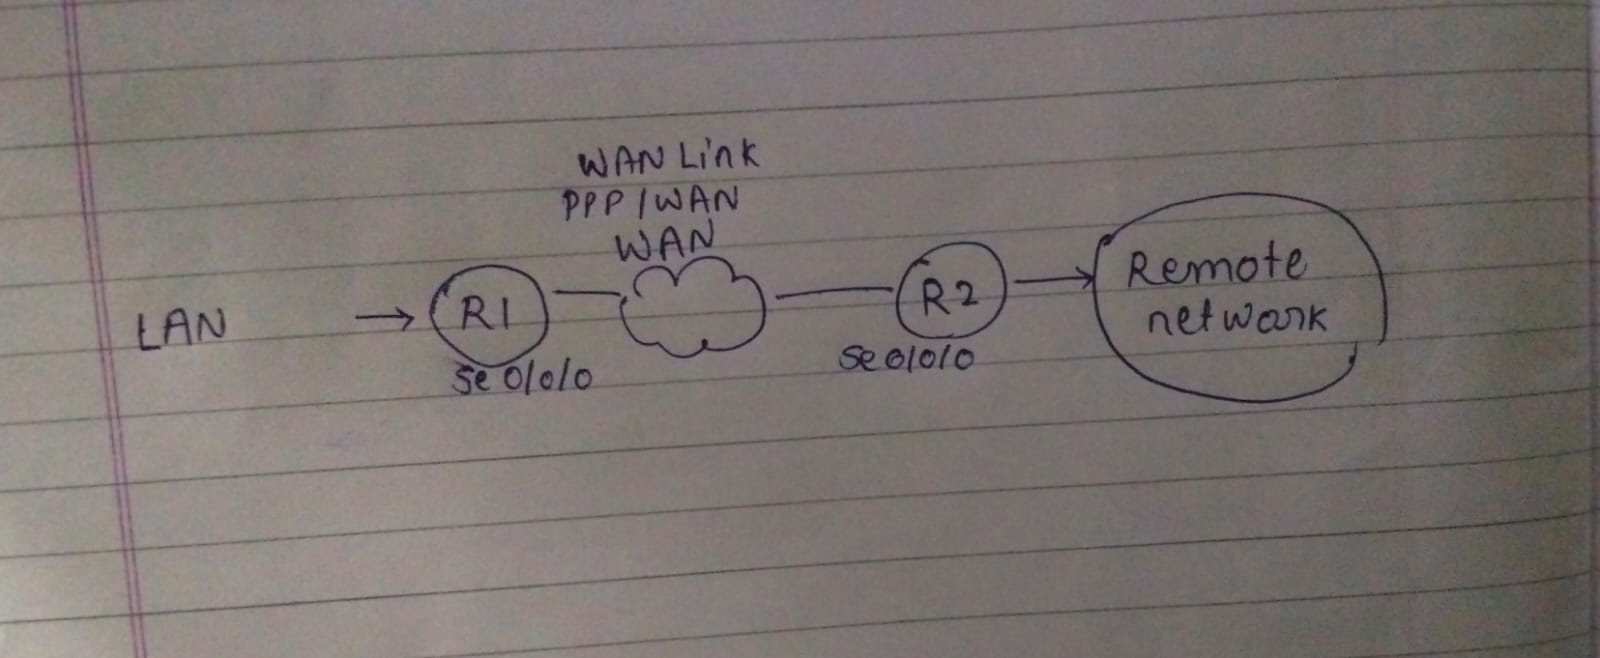 WAN Link
PPP/WAN
WAN
LAN
R1
Se 0/0/0
R2
Se 0/0/0
Remote
network